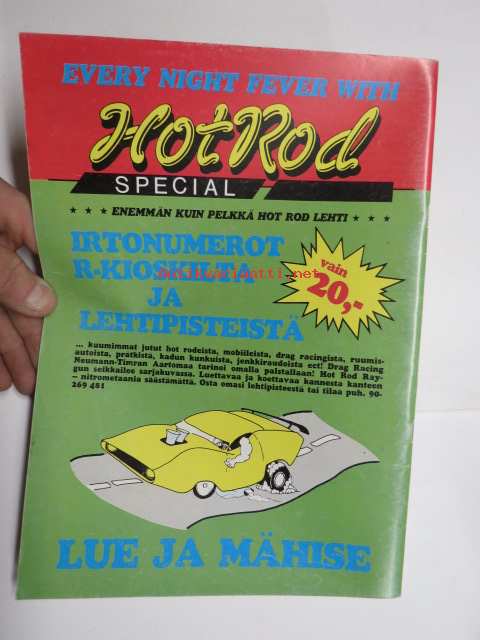 EVERY NIGHT FEVER WITH
Hot Rod
SPECIAL
★ ★ ★ ENEMMÄN KUIN PELKKÄ HOT ROD LEHTI ★ ★ ★
IRTONUMEROT
R-KIOSKEILTA
JA
LEHTIPISTEISTÄ
vain
20,-
... kuumimmat jutut hot rodeista, mobiileista, drag racingista, ruumis-
autoista, pratkista, kadun kunkuista, jenkkiraudoista ect! Drag Racing
Neumann-Timran Aarlomaa tarinoi omalla palstallaan! Hot Rod Ray-
gun seikkailee sarjakuvassa. Luettavaa ja koettavaa kannesta kanteen
– nitrometaania säästämättä. Osta omasi lehtipisteestä tai tilaa puh. 90-
269 481
LUE JA MÄHISE